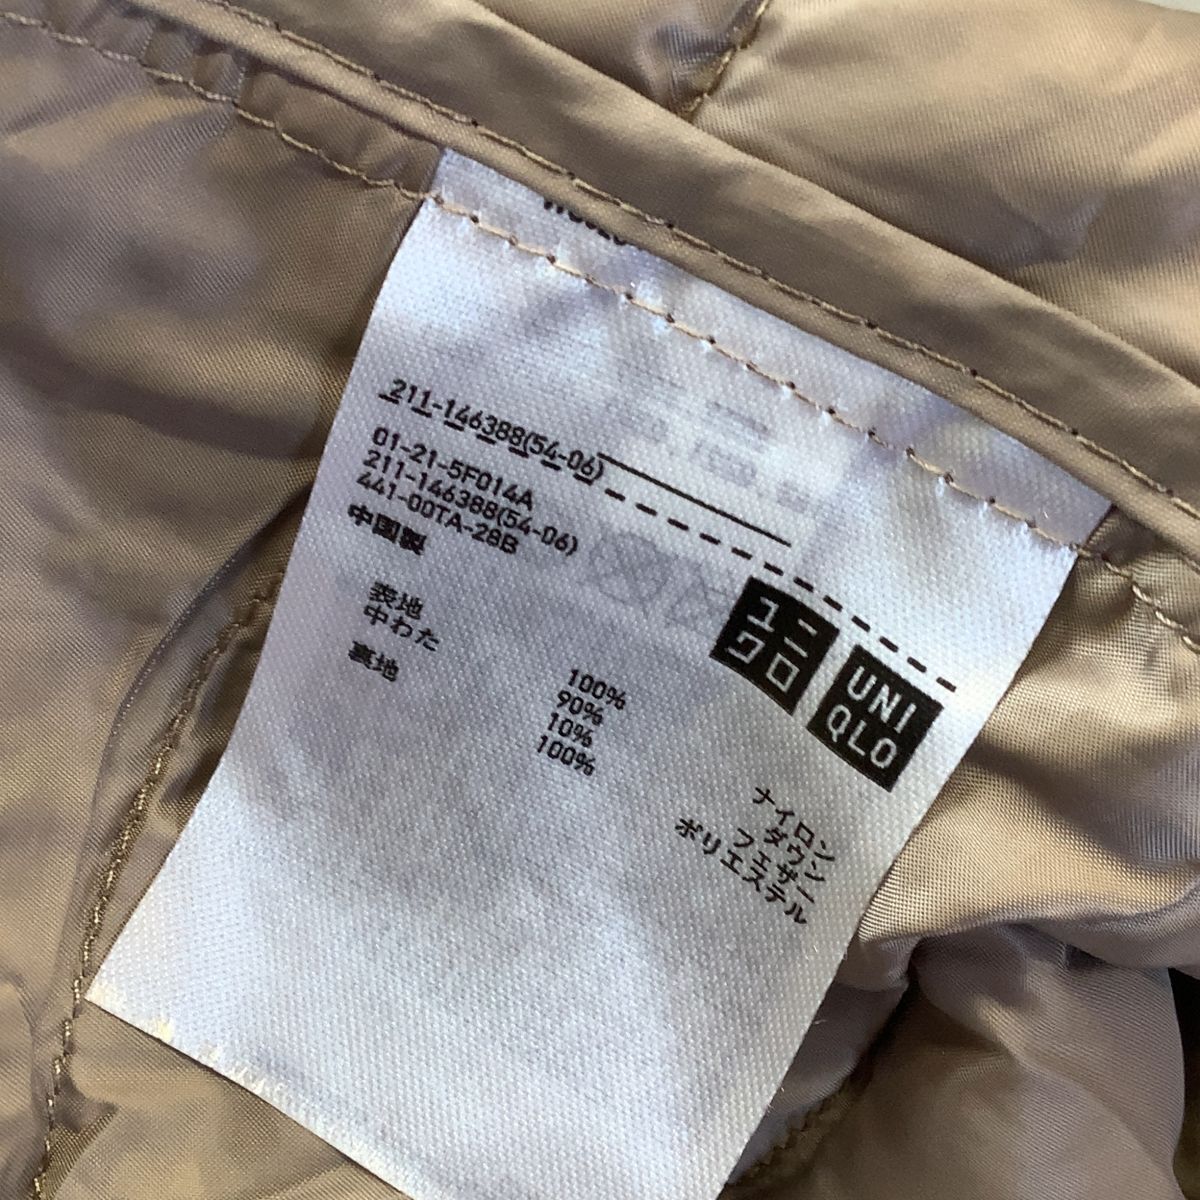 211-146388(54-06)
01-21-5F014A
211-146388(54-06)
441-00TA-28B
中国製
ユニクロ
UNIQLO
表地 100% ナイロン
中わた 90% ダウン
10% フェザー
裏地 100% ポリエステル